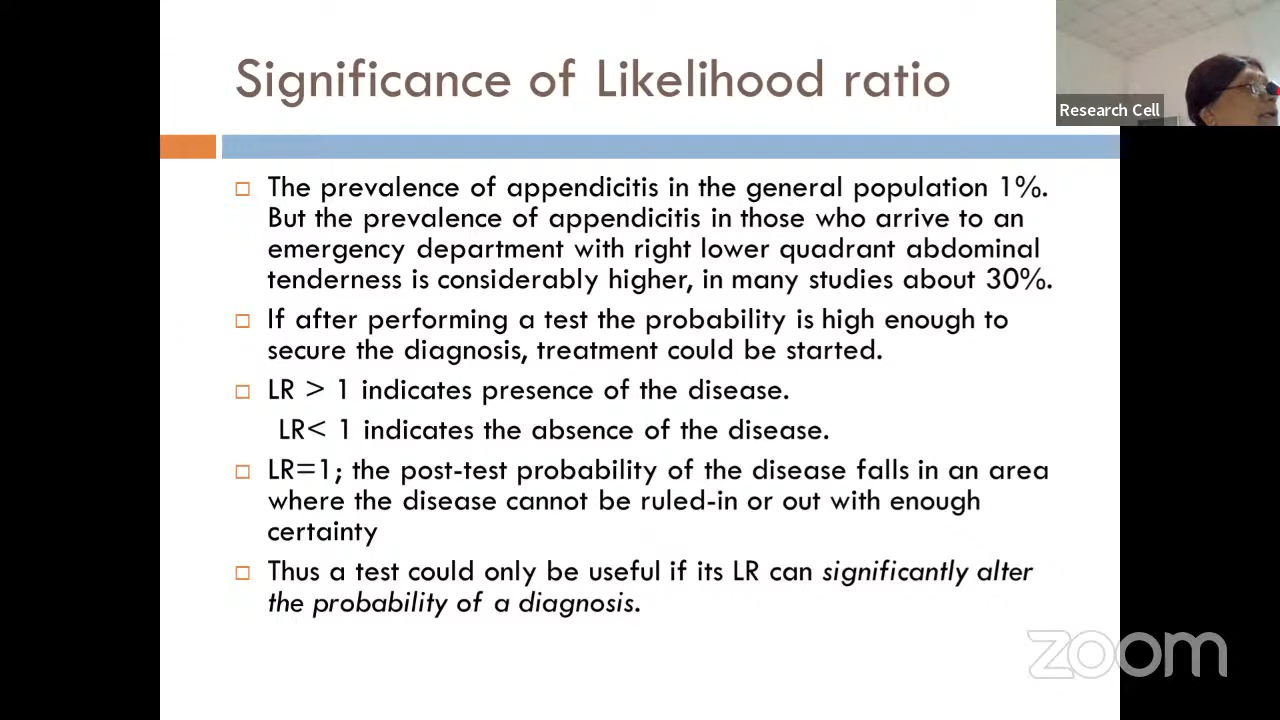 Significance of Likelihood ratio
Research Cell
The prevalence of appendicitis in the general population 1%.
But the prevalence of appendicitis in those who arrive to an
emergency department with right lower quadrant abdominal
tenderness is considerably higher, in many studies about 30%.
If after performing a test the probability is high enough to
secure the diagnosis, treatment could be started.
LR > 1 indicates presence of the disease.
LR< 1 indicates the absence of the disease.
LR=1; the post-test probability of the disease falls in an area
where the disease cannot be ruled-in or out with enough
certainty
Thus a test could only be useful if its LR can significantly alter
the probability of a diagnosis.
zoom